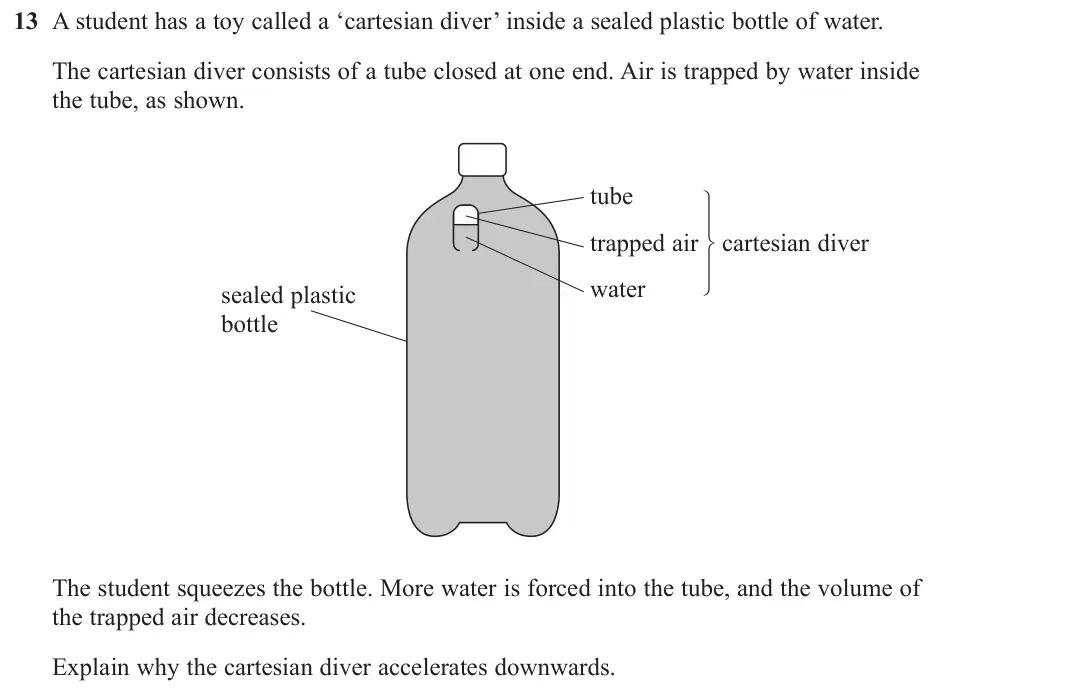 13 A student has a toy called a ‘cartesian diver’ inside a sealed plastic bottle of water.
The cartesian diver consists of a tube closed at one end. Air is trapped by water inside
the tube, as shown.
tube
trapped air
cartesian diver
water
sealed plastic
bottle
The student squeezes the bottle. More water is forced into the tube, and the volume of
the trapped air decreases.
Explain why the cartesian diver accelerates downwards.